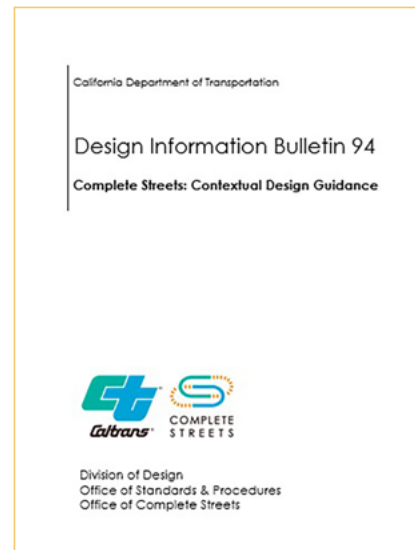 California Department of Transportation
Design Information Bulletin 94
Complete Streets: Contextual Design Guidance
Caltrans
COMPLETE
STREETS
Division of Design
Office of Standards & Procedures
Office of Complete Streets